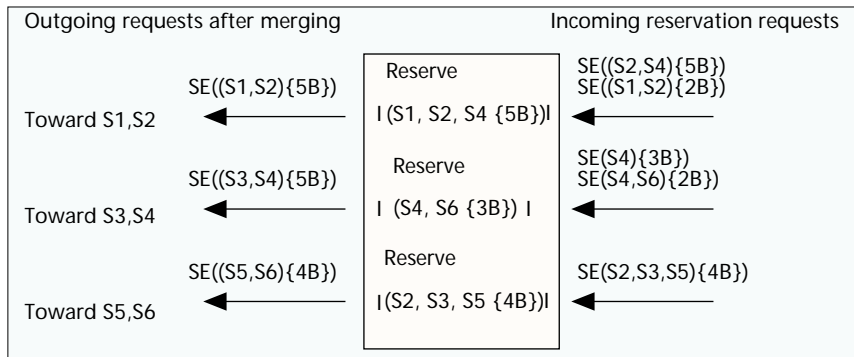 Outgoing requests after merging
Incoming reservation requests
SE((S1,S2){5B})
Toward S1,S2
Reserve
(S1, S2, S4 {5B})
SE((S2,S4){5B})
SE((S1,S2){2B})
SE((S3,S4){5B})
Toward S3,S4
Reserve
(S4, S6 {3B})
SE(S4){3B})
SE(S4,S6){2B})
SE((S5,S6){4B})
Toward S5,S6
Reserve
(S2, S3, S5 {4B})
SE(S2,S3,S5){4B})